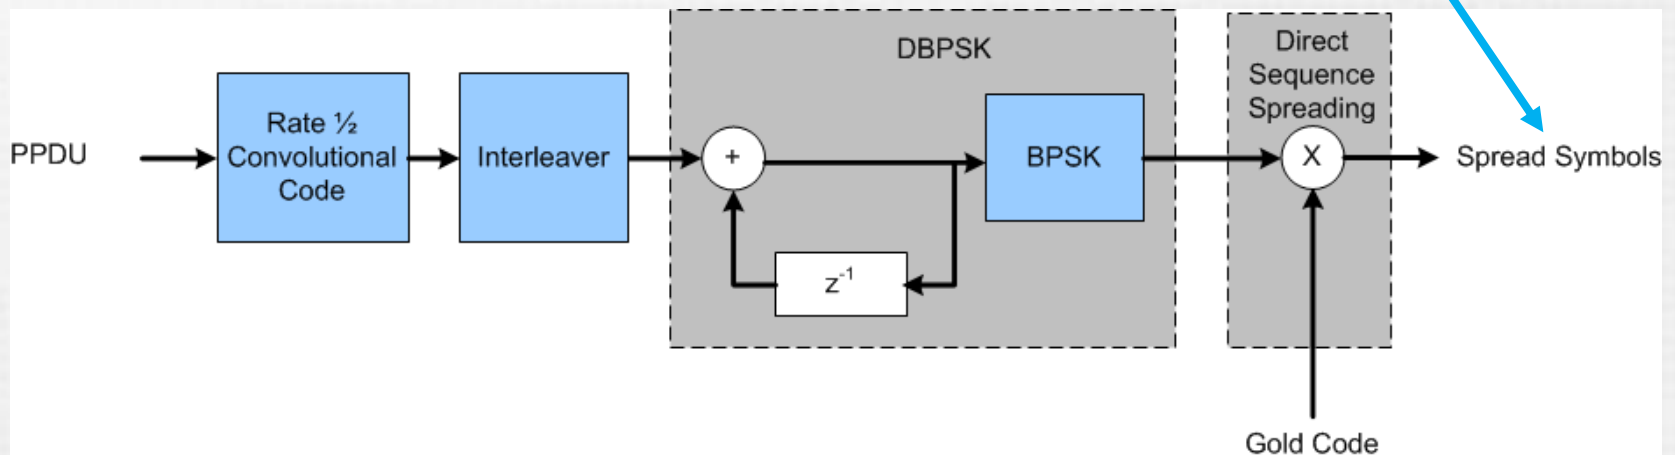 PPDU
Rate ½
Convolutional
Code
Interleaver
DBPSK
+
z⁻¹
BPSK
Direct
Sequence
Spreading
X
Spread Symbols
Gold Code